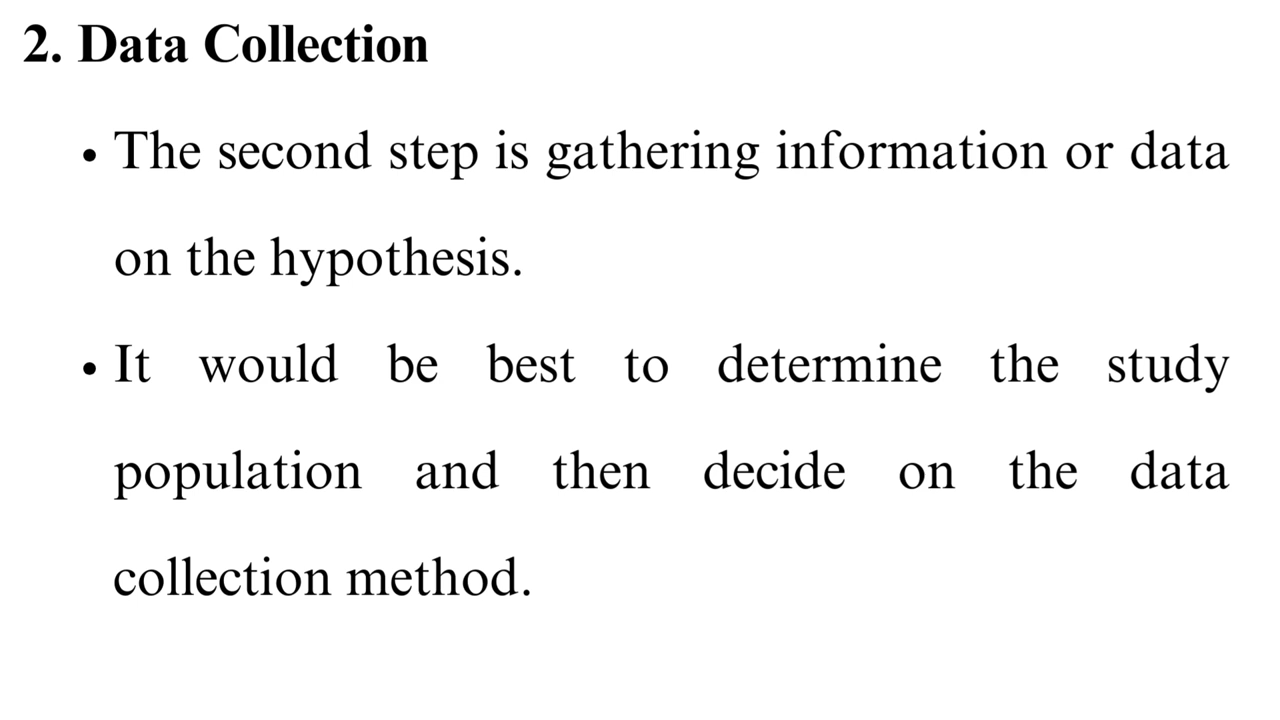 2. Data Collection
• The second step is gathering information or data
on the hypothesis.
• It would be best to determine the study
population and then decide on the data
collection method.